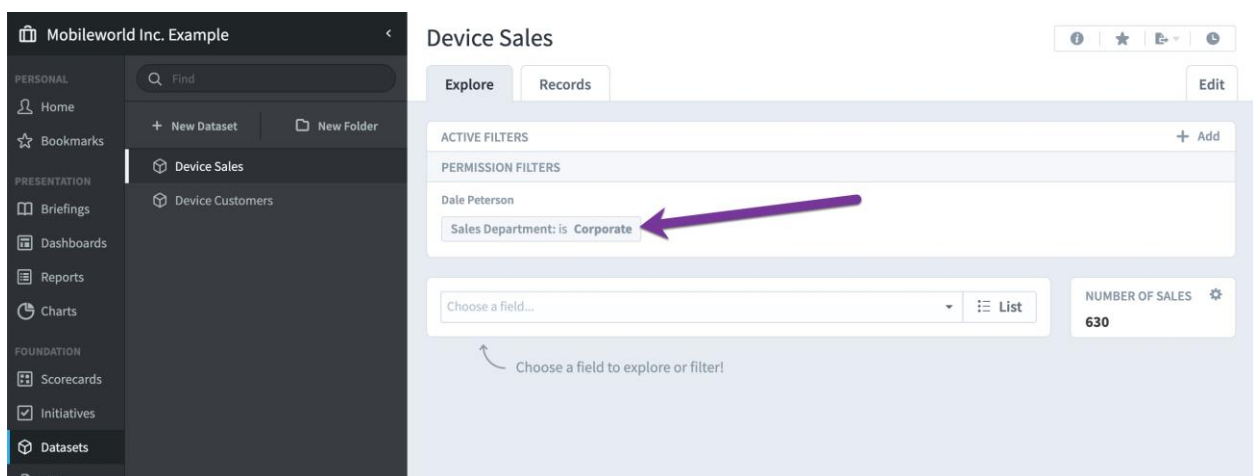 Mobileworld Inc. Example
PERSONAL
Home
Bookmarks
PRESENTATION
Briefings
Dashboards
Reports
Charts
FOUNDATION
Scorecards
Initiatives
Datasets
Find
+ New Dataset
New Folder
Device Sales
Device Customers
Device Sales
Explore
Records
Edit
ACTIVE FILTERS
+ Add
PERMISSION FILTERS
Dale Peterson
Sales Department: is Corporate
Choose a field...
List
NUMBER OF SALES
630
Choose a field to explore or filter!